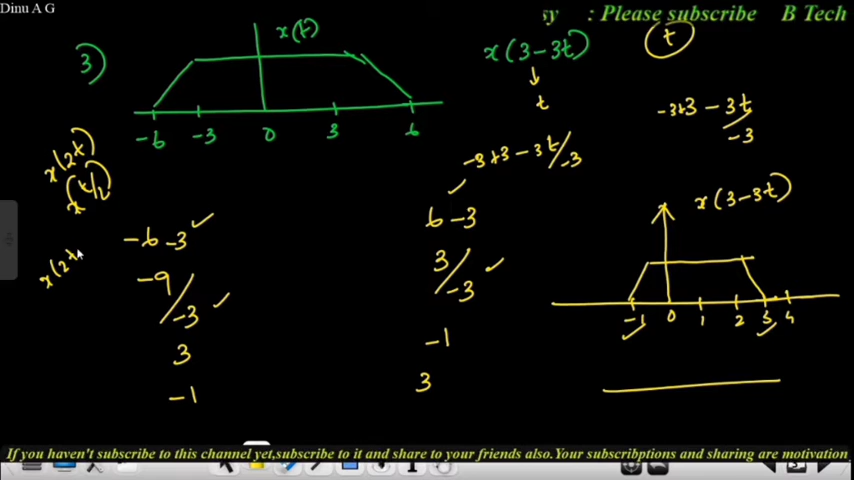 Dinu A G
sy : Please subscribe B Tech
3)
x(t)
-6 -3 0 3 6
x(3-3t)
↓
t
t
-3+3-3t/-3
-3+3-3t/-3
x(2t)
x(t/2)
x(2t
-6-3 ✓
-9/-3 ✓
3
-1
6-3
3/-3 ✓
-1
3
x(3-3t)
-1 0 1 2 3 4
If you haven't subscribe to this channel yet,subscribe to it and share to your friends also.Your subscribptions and sharing are motivation